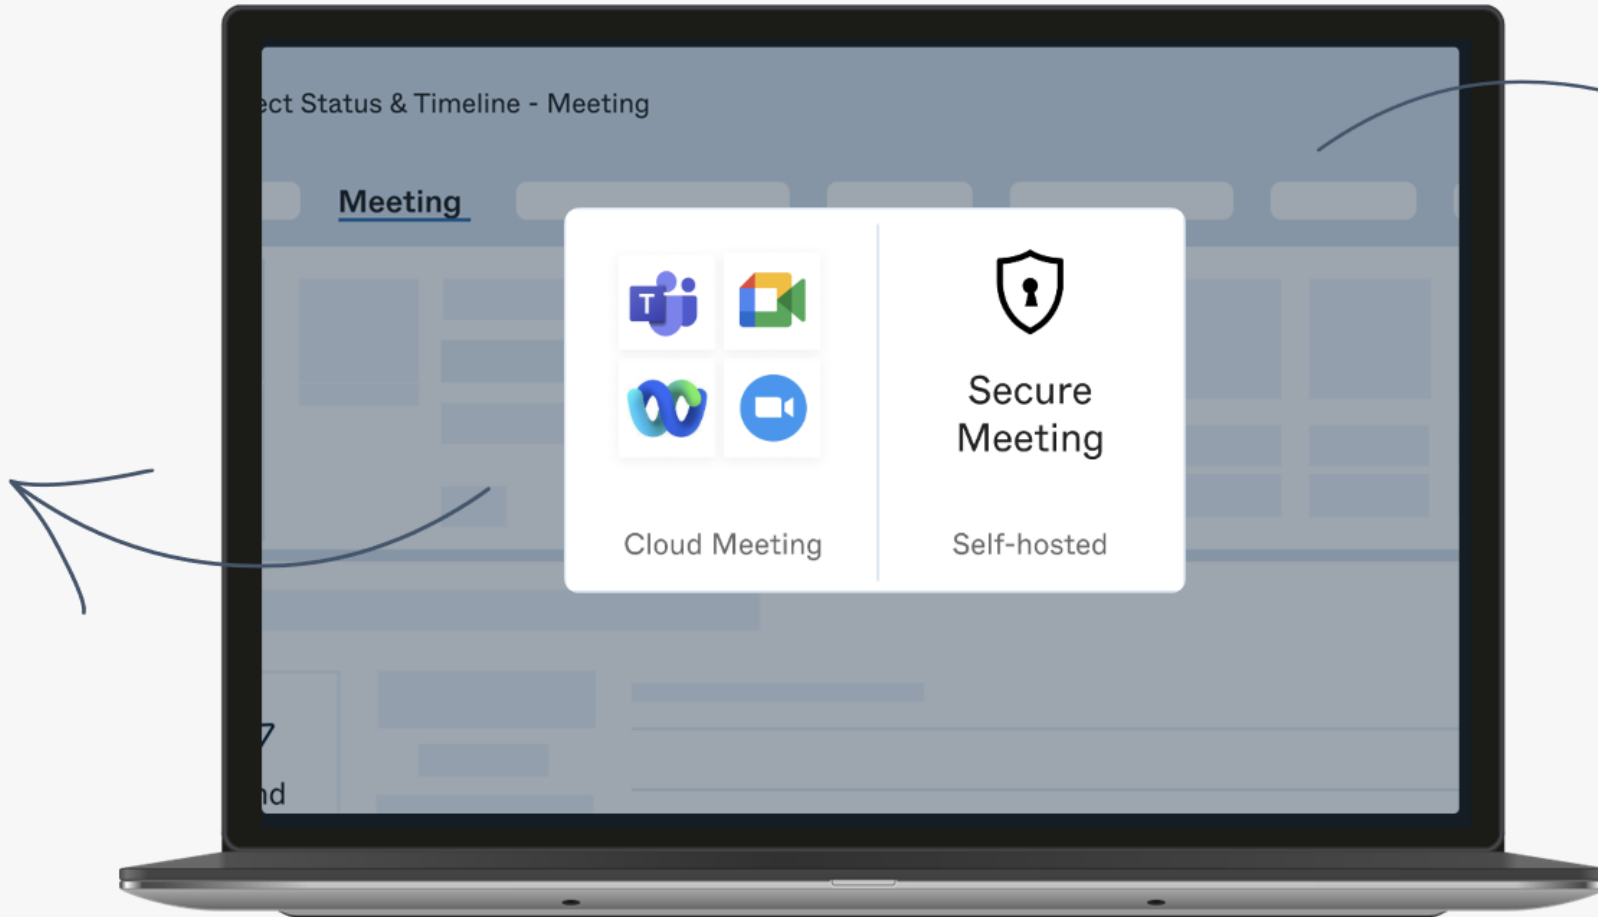 ect Status & Timeline - Meeting
Meeting
T
Secure
Meeting
Cloud Meeting
Self-hosted
7
nd